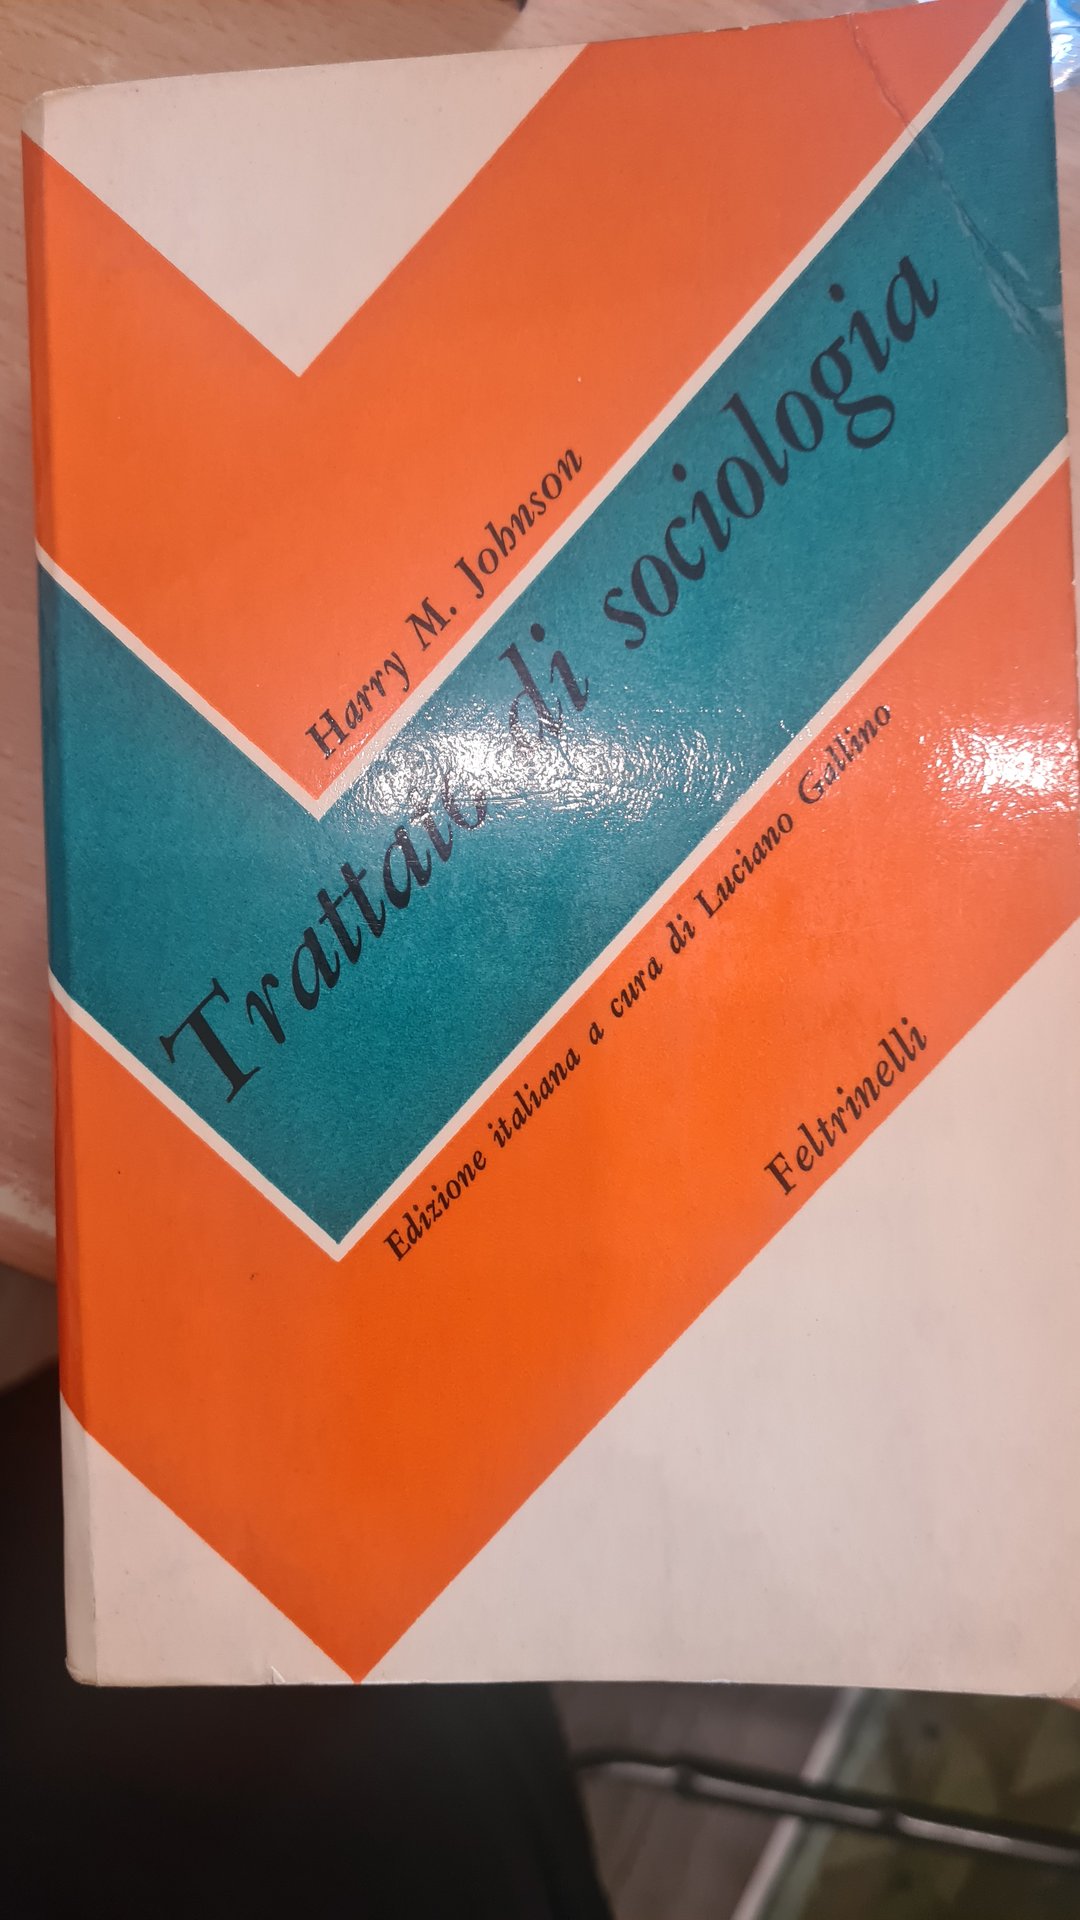 Harry M. Johnson
Trattato di sociologia
Edizione italiana a cura di Luciano Gallino
Feltrinelli